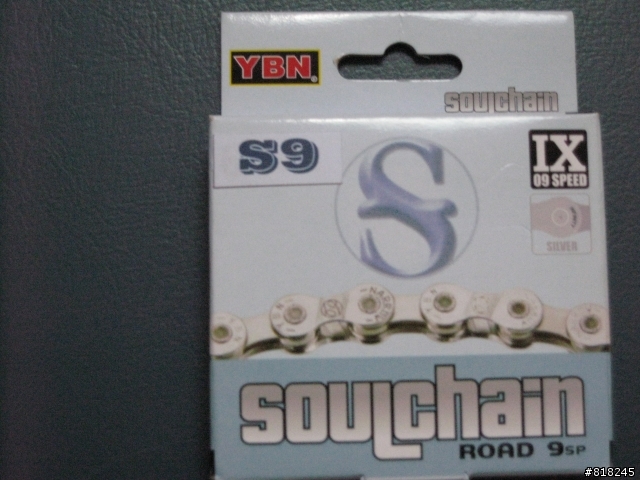 YBN®
soulchain
S9
S
IX
09 SPEED
SILVER
soulchain
ROAD 9SP
#818245